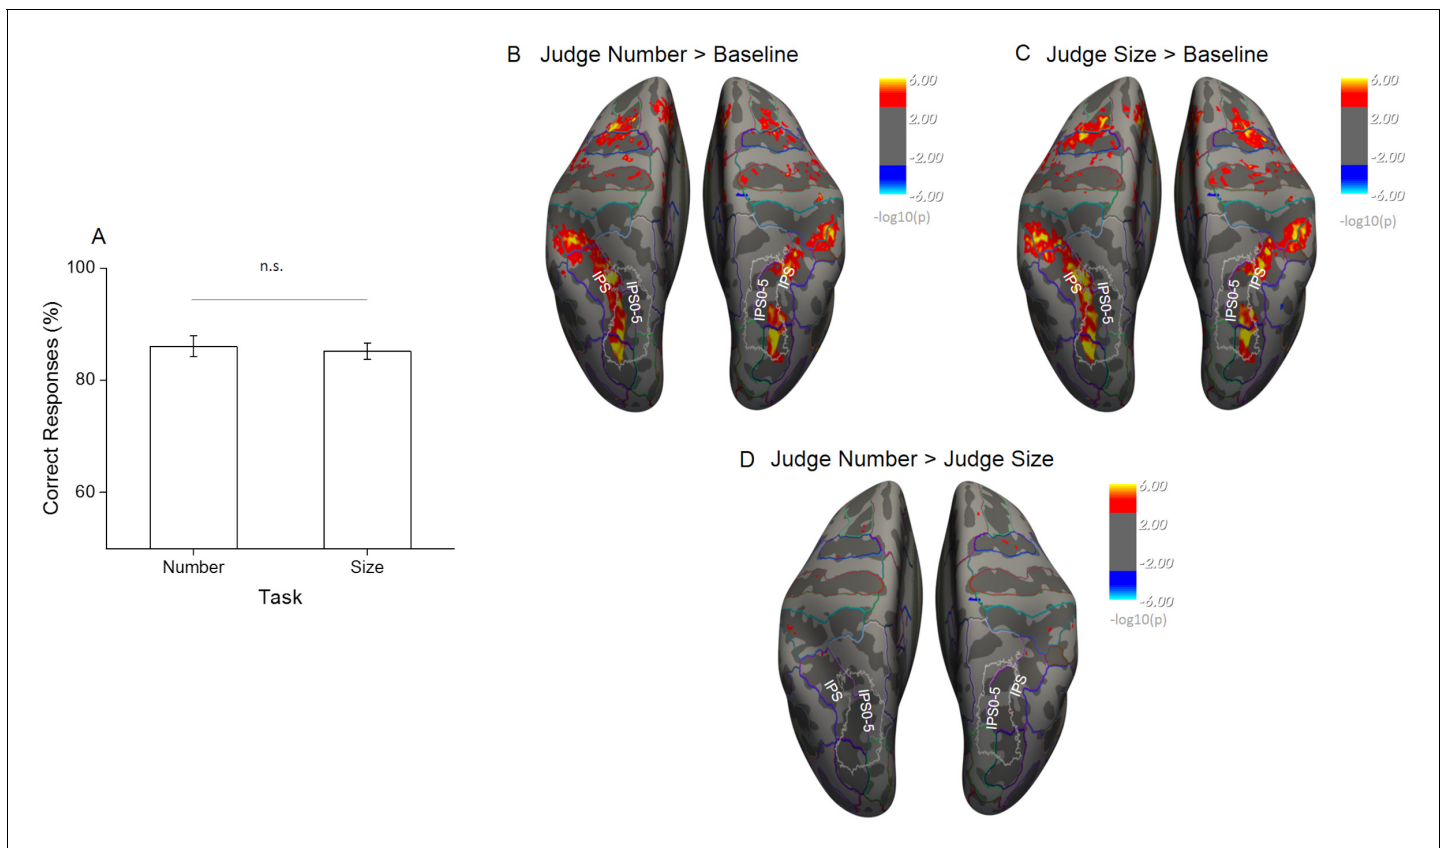 A
n.s.
100
80
60
Correct Responses (%)
Number
Size
Task
B Judge Number > Baseline
6.00
2.00
-2.00
-6.00
-log10(p)
IPS
IPS0-5
IPS0-5
IPS
C Judge Size > Baseline
6.00
2.00
-2.00
-6.00
-log10(p)
IPS
IPS0-5
IPS0-5
IPS
D Judge Number > Judge Size
6.00
2.00
-2.00
-6.00
-log10(p)
IPS
IPS0-5
IPS0-5
IPS